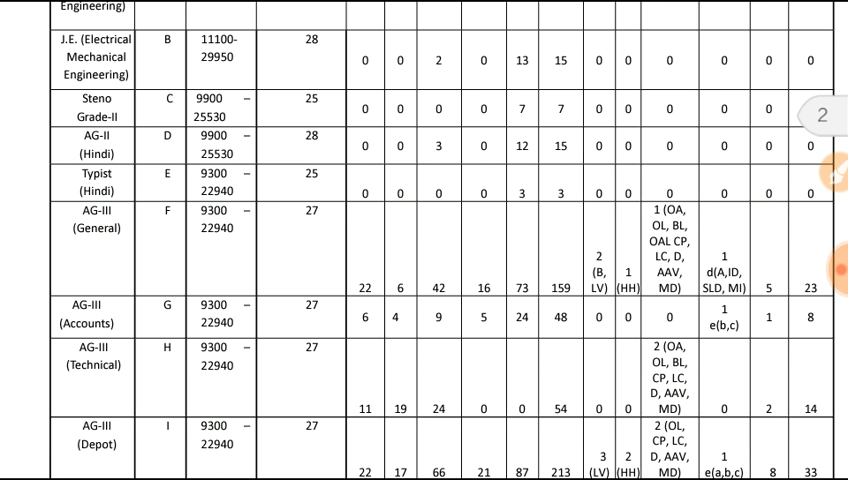 Engineering)
J.E. (Electrical Mechanical Engineering) B 11100-29950 28 0 0 2 0 13 15 0 0 0 0 0 0
Steno Grade-II C 9900 – 25530 25 0 0 0 0 7 7 0 0 0 0 0
2
AG-II (Hindi) D 9900 – 25530 28 0 0 3 0 12 15 0 0 0 0 0 0
Typist (Hindi) E 9300 – 22940 25 0 0 0 0 3 3 0 0 0 0 0 0
AG-III (General) F 9300 – 22940 27 22 6 42 16 73 159 2 (B, LV) 1 (HH) 1 (OA, OL, BL, OAL CP, LC, D, AAV, MD) 1 d(A,ID, SLD, MI) 5 23
AG-III (Accounts) G 9300 – 22940 27 6 4 9 5 24 48 0 0 0 1 e(b,c) 1 8
AG-III (Technical) H 9300 – 22940 27 11 19 24 0 0 54 0 0 2 (OA, OL, BL, CP, LC, D, AAV, MD) 0 2 14
AG-III (Depot) I 9300 – 22940 27 22 17 66 21 87 213 3 (LV) 2 (HH) 2 (OL, CP, LC, D, AAV, MD) 1 e(a,b,c) 8 33